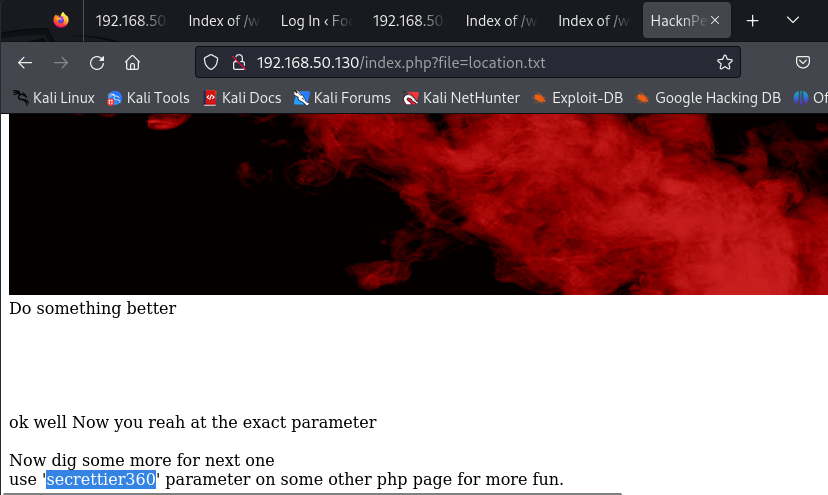 192.168.50
Index of /w
Log In ‹ Foc
192.168.50
Index of /w
Index of /w
HacknPe
192.168.50.130/index.php?file=location.txt
Kali Linux
Kali Tools
Kali Docs
Kali Forums
Kali NetHunter
Exploit-DB
Google Hacking DB
Of
Do something better
ok well Now you reah at the exact parameter
Now dig some more for next one
use 'secrettier360' parameter on some other php page for more fun.